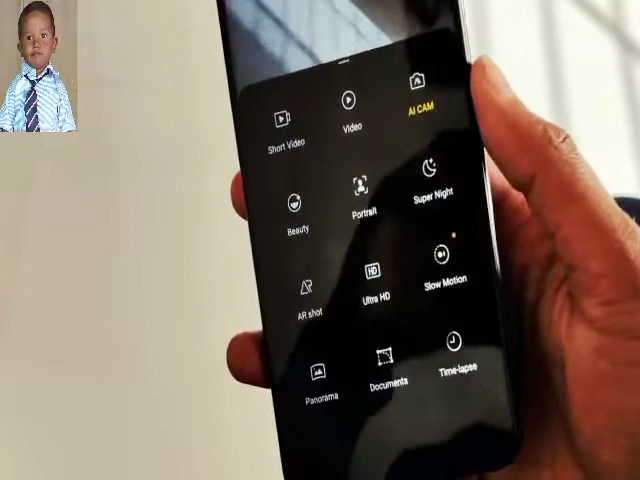 Short Video
Video
AI CAM
Beauty
Portrait
Super Night
AR shot
Ultra HD
HD
Slow Motion
Panorama
Documents
Time-lapse